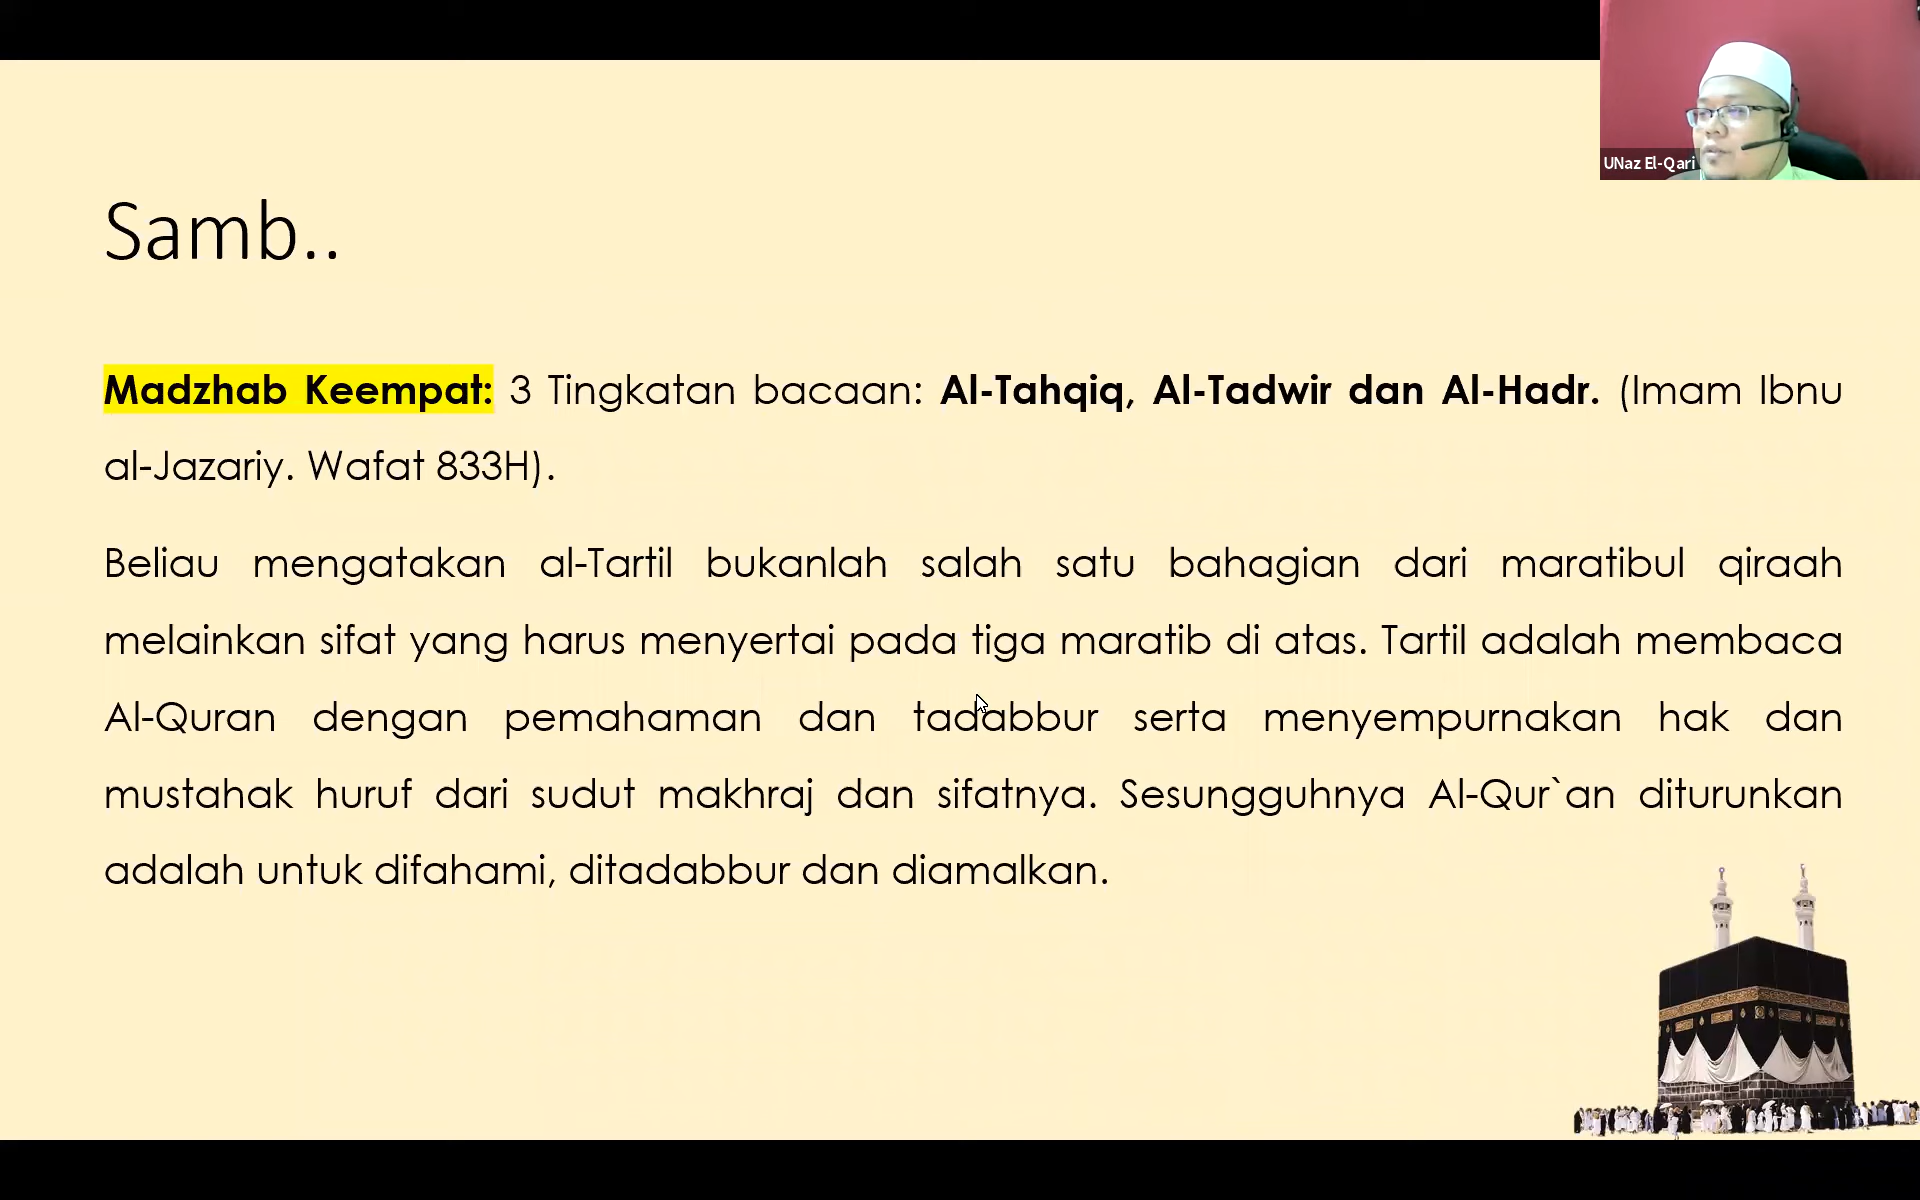 UNaz El-Qari
Samb..
Madzhab Keempat: 3 Tingkatan bacaan: Al-Tahqiq, Al-Tadwir dan Al-Hadr. (Imam Ibnu
al-Jazariy. Wafat 833H).
Beliau mengatakan al-Tartil bukanlah salah satu bahagian dari maratibul qiraah
melainkan sifat yang harus menyertai pada tiga maratib di atas. Tartil adalah membaca
Al-Quran dengan pemahaman dan tadabbur serta menyempurnakan hak dan
mustahak huruf dari sudut makhraj dan sifatnya. Sesungguhnya Al-Qur`an diturunkan
adalah untuk difahami, ditadabbur dan diamalkan.